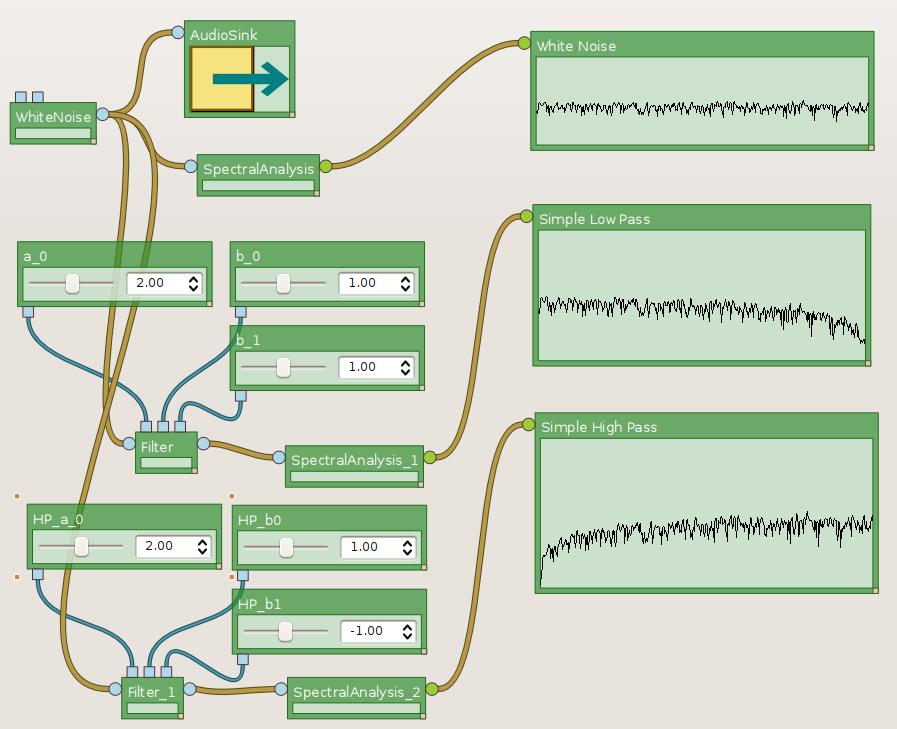 AudioSink
White Noise
WhiteNoise
SpectralAnalysis
Simple Low Pass
a_0
2.00
b_0
1.00
b_1
1.00
Filter
SpectralAnalysis_1
Simple High Pass
HP_a_0
2.00
HP_b0
1.00
HP_b1
-1.00
Filter_1
SpectralAnalysis_2